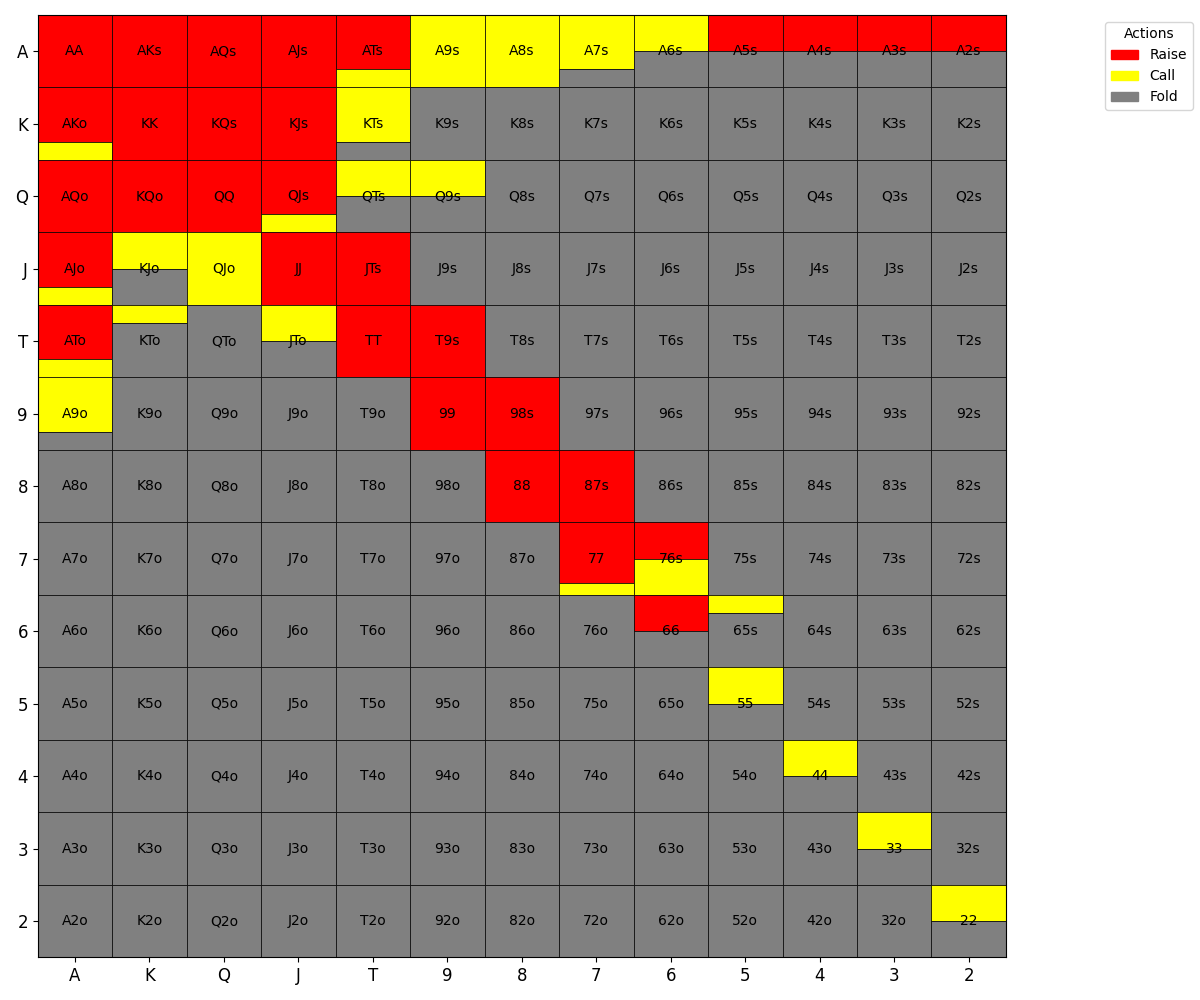 Actions
Raise
Call
Fold
A AA AKs AQs AJs ATs A9s A8s A7s A6s A5s A4s A3s A2s
K AKo KK KQs KJs KTs K9s K8s K7s K6s K5s K4s K3s K2s
Q AQo KQo QQ QJs QTs Q9s Q8s Q7s Q6s Q5s Q4s Q3s Q2s
J AJo KJo QJo JJ JTs J9s J8s J7s J6s J5s J4s J3s J2s
T ATo KTo QTo JTo TT T9s T8s T7s T6s T5s T4s T3s T2s
9 A9o K9o Q9o J9o T9o 99 98s 97s 96s 95s 94s 93s 92s
8 A8o K8o Q8o J8o T8o 98o 88 87s 86s 85s 84s 83s 82s
7 A7o K7o Q7o J7o T7o 97o 87o 77 76s 75s 74s 73s 72s
6 A6o K6o Q6o J6o T6o 96o 86o 76o 66 65s 64s 63s 62s
5 A5o K5o Q5o J5o T5o 95o 85o 75o 65o 55 54s 53s 52s
4 A4o K4o Q4o J4o T4o 94o 84o 74o 64o 54o 44 43s 42s
3 A3o K3o Q3o J3o T3o 93o 83o 73o 63o 53o 43o 33 32s
2 A2o K2o Q2o J2o T2o 92o 82o 72o 62o 52o 42o 32o 22
A K Q J T 9 8 7 6 5 4 3 2